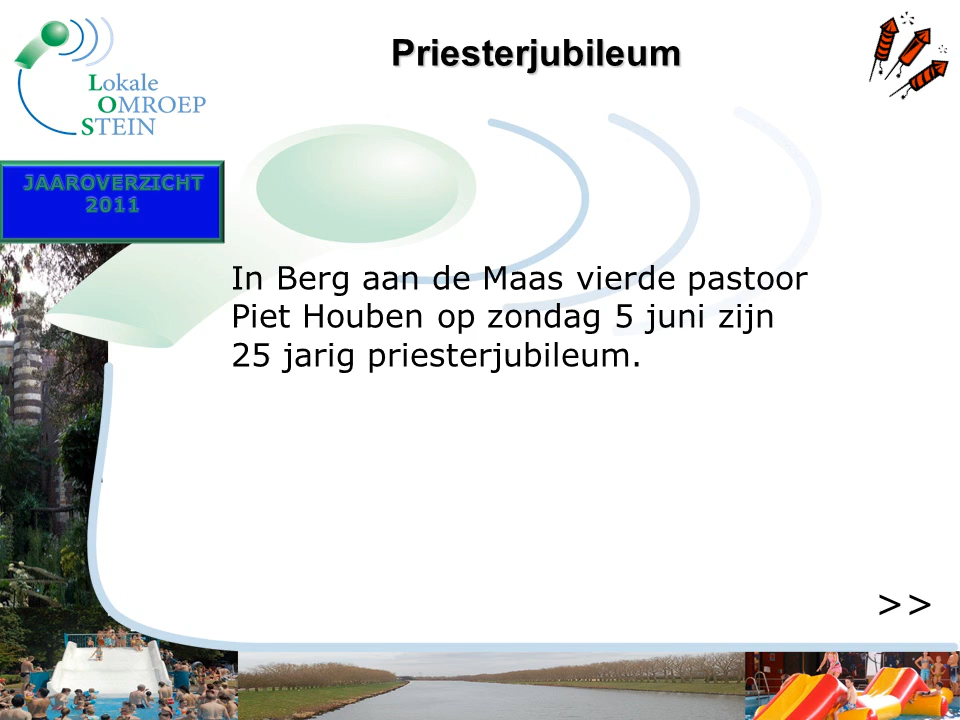 Priesterjubileum
Lokale
OMROEP
STEIN
JAAROVERZICHT
2011
In Berg aan de Maas vierde pastoor
Piet Houben op zondag 5 juni zijn
25 jarig priesterjubileum.
>>